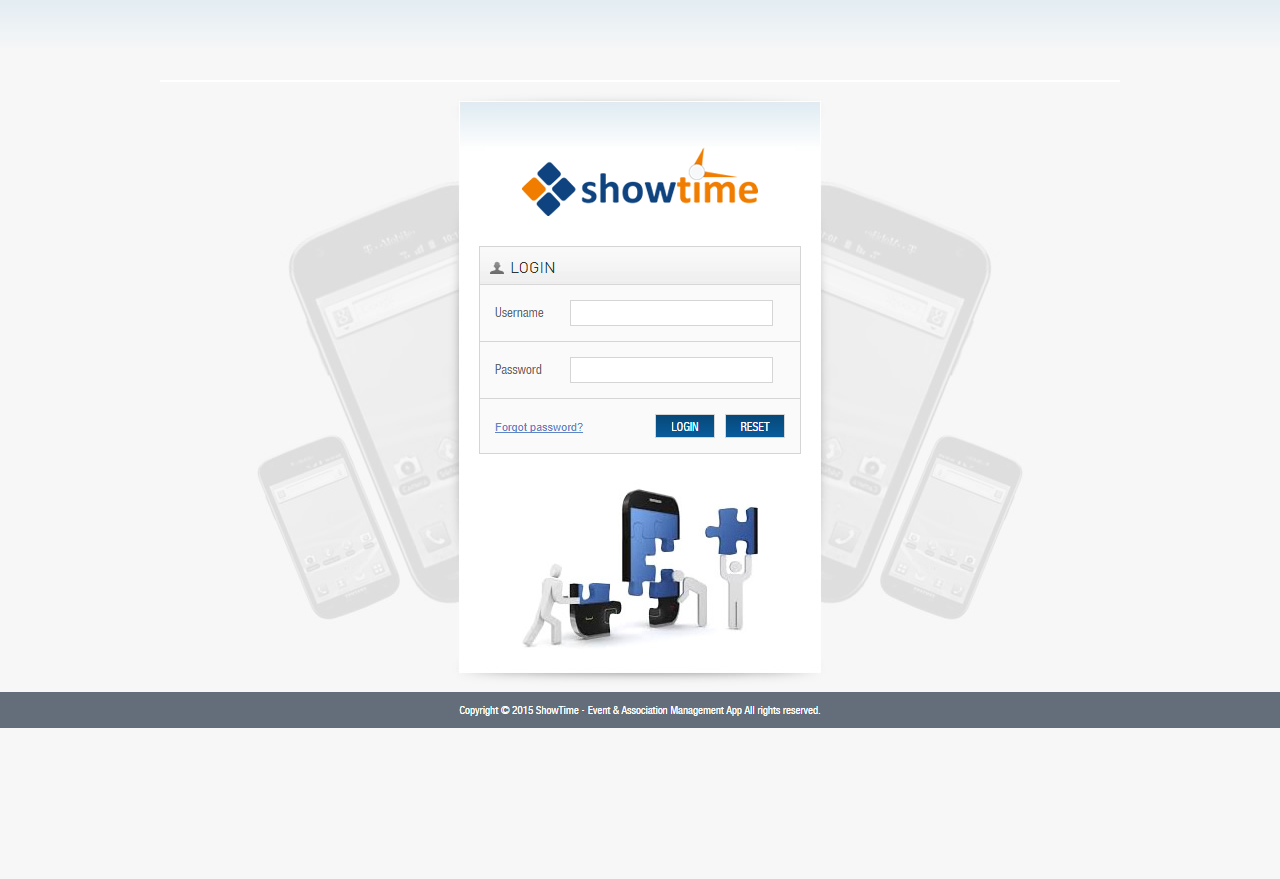 showtime
LOGIN
Username
Password
Forgot password?
LOGIN
RESET
Copyright © 2015 ShowTime - Event & Association Management App All rights reserved.